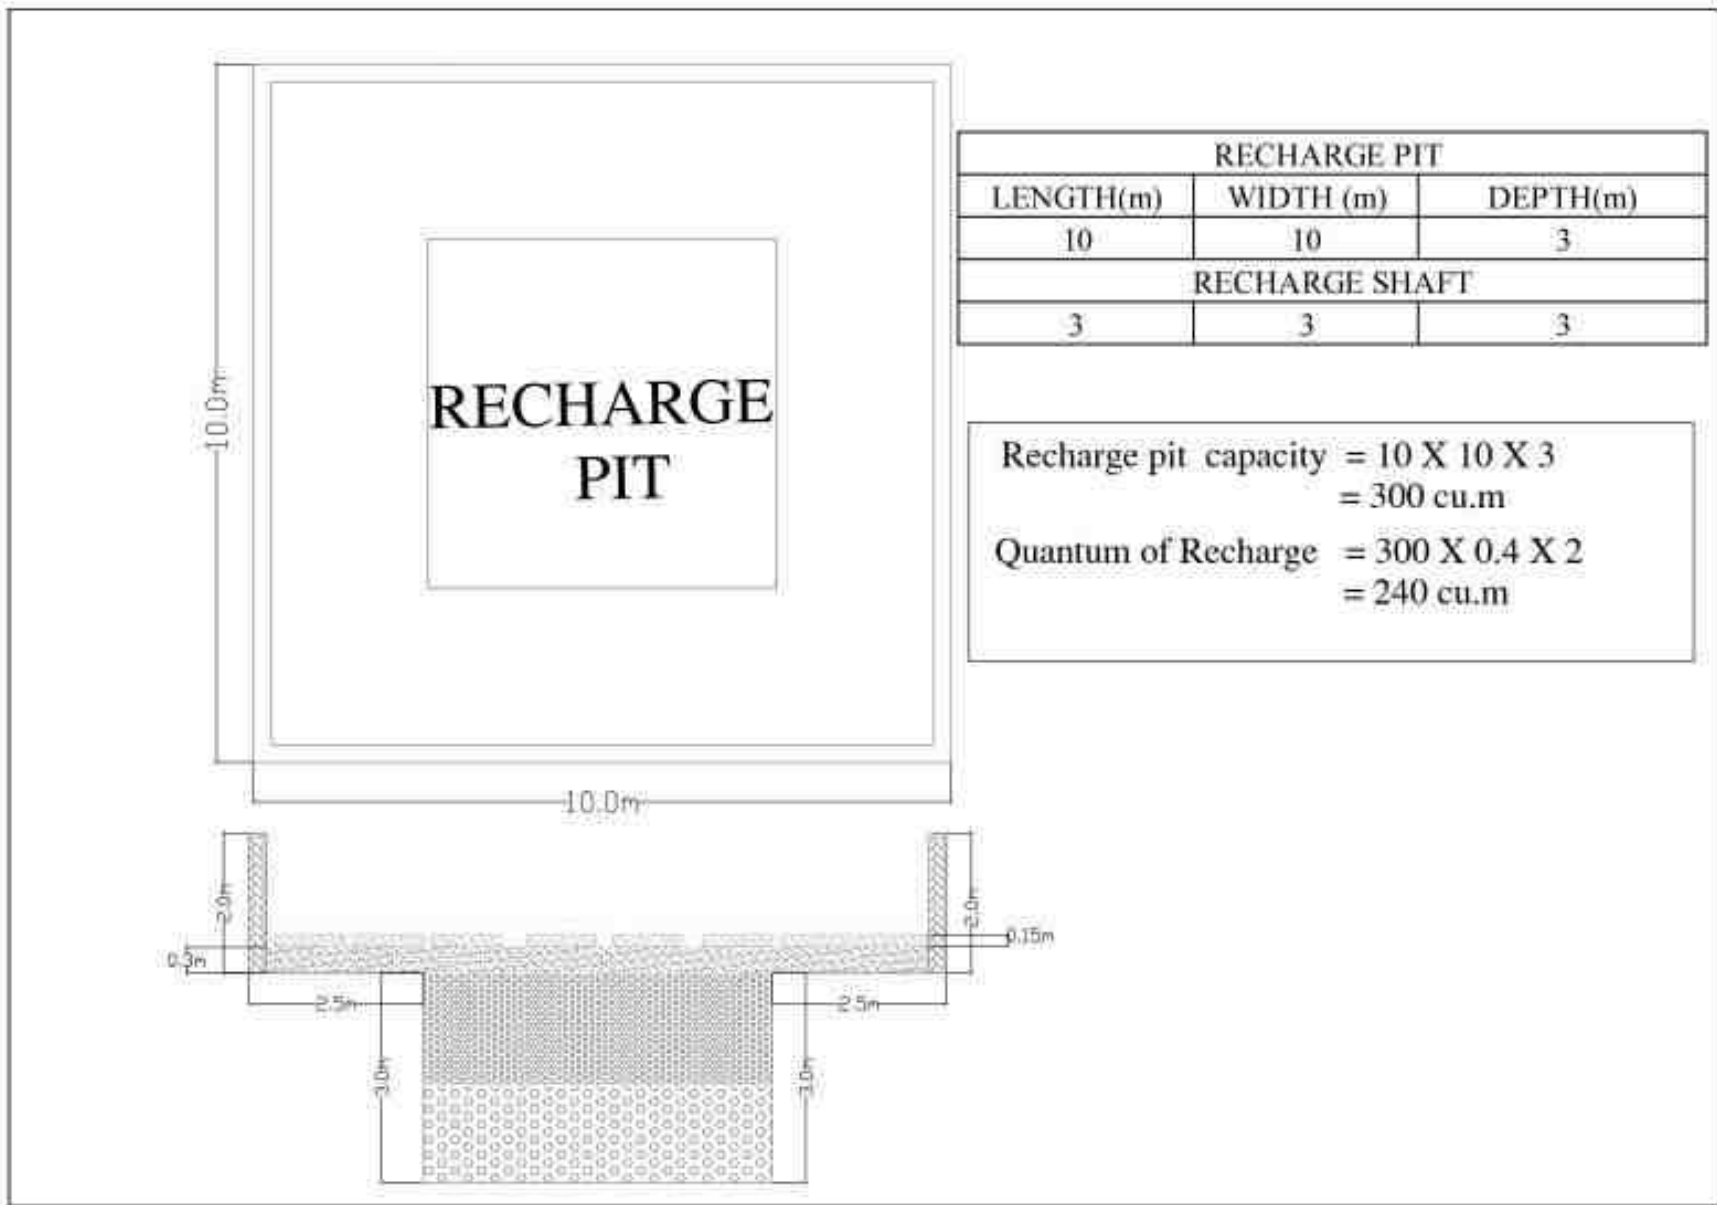 RECHARGE
PIT
10.0m
10.0m
RECHARGE PIT
LENGTH(m) WIDTH (m) DEPTH(m)
10 10 3
RECHARGE SHAFT
3 3 3
Recharge pit capacity = 10 X 10 X 3
= 300 cu.m
Quantum of Recharge = 300 X 0.4 X 2
= 240 cu.m
2.0m
2.0m
0.3m
0.15m
2.5m
2.5m
3.0m
3.0m